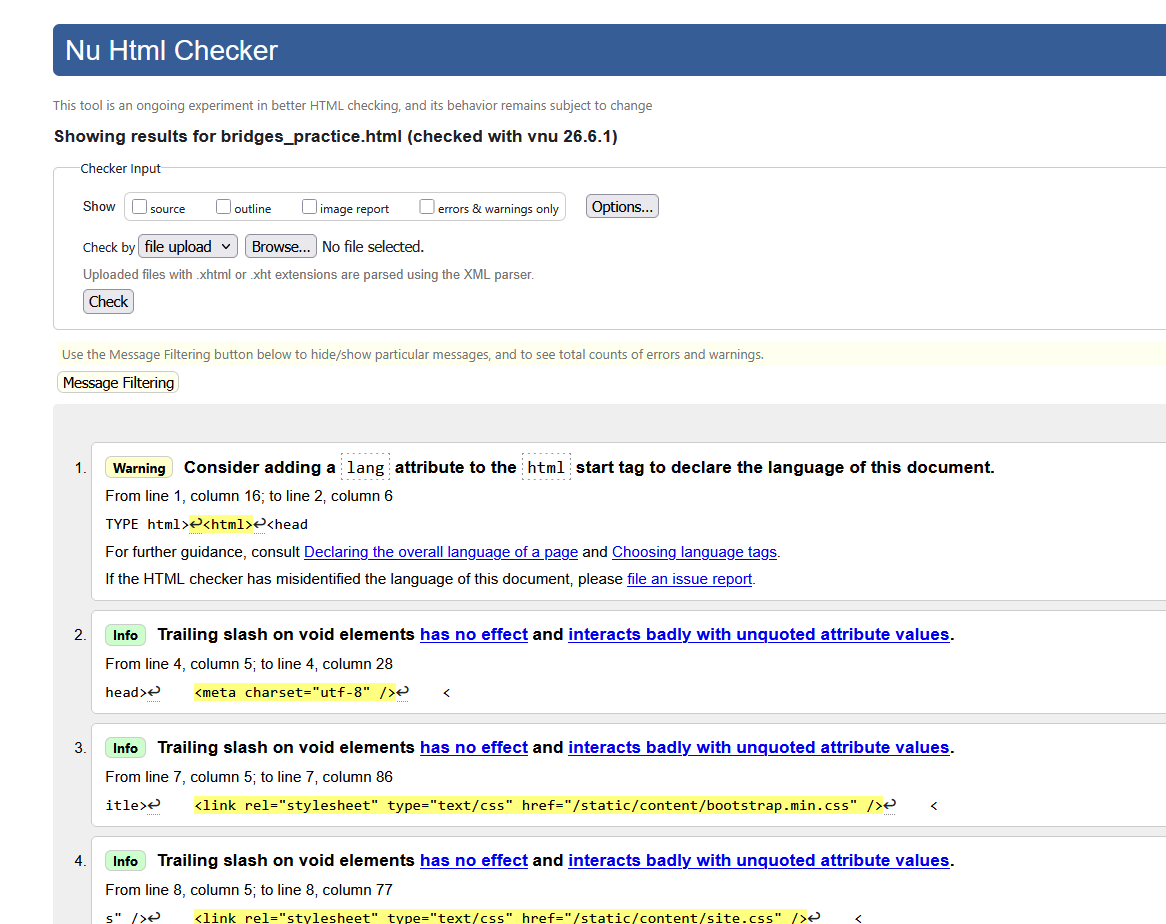 Nu Html Checker
This tool is an ongoing experiment in better HTML checking, and its behavior remains subject to change
Showing results for bridges_practice.html (checked with vnu 26.6.1)
Checker Input
Show source outline image report errors & warnings only Options...
Check by file upload Browse... No file selected.
Uploaded files with .xhtml or .xht extensions are parsed using the XML parser.
Check
Use the Message Filtering button below to hide/show particular messages, and to see total counts of errors and warnings.
Message Filtering
1. Warning Consider adding a lang attribute to the html start tag to declare the language of this document.
From line 1, column 16; to line 2, column 6
TYPE html>↩<html>↩<head
For further guidance, consult Declaring the overall language of a page and Choosing language tags.
If the HTML checker has misidentified the language of this document, please file an issue report.
2. Info Trailing slash on void elements has no effect and interacts badly with unquoted attribute values.
From line 4, column 5; to line 4, column 28
head>↩    <meta charset="utf-8" />↩    <
3. Info Trailing slash on void elements has no effect and interacts badly with unquoted attribute values.
From line 7, column 5; to line 7, column 86
itle>↩    <link rel="stylesheet" type="text/css" href="/static/content/bootstrap.min.css" />↩    <
4. Info Trailing slash on void elements has no effect and interacts badly with unquoted attribute values.
From line 8, column 5; to line 8, column 77
s" />↩    <link rel="stylesheet" type="text/css" href="/static/content/site.css" />↩    <